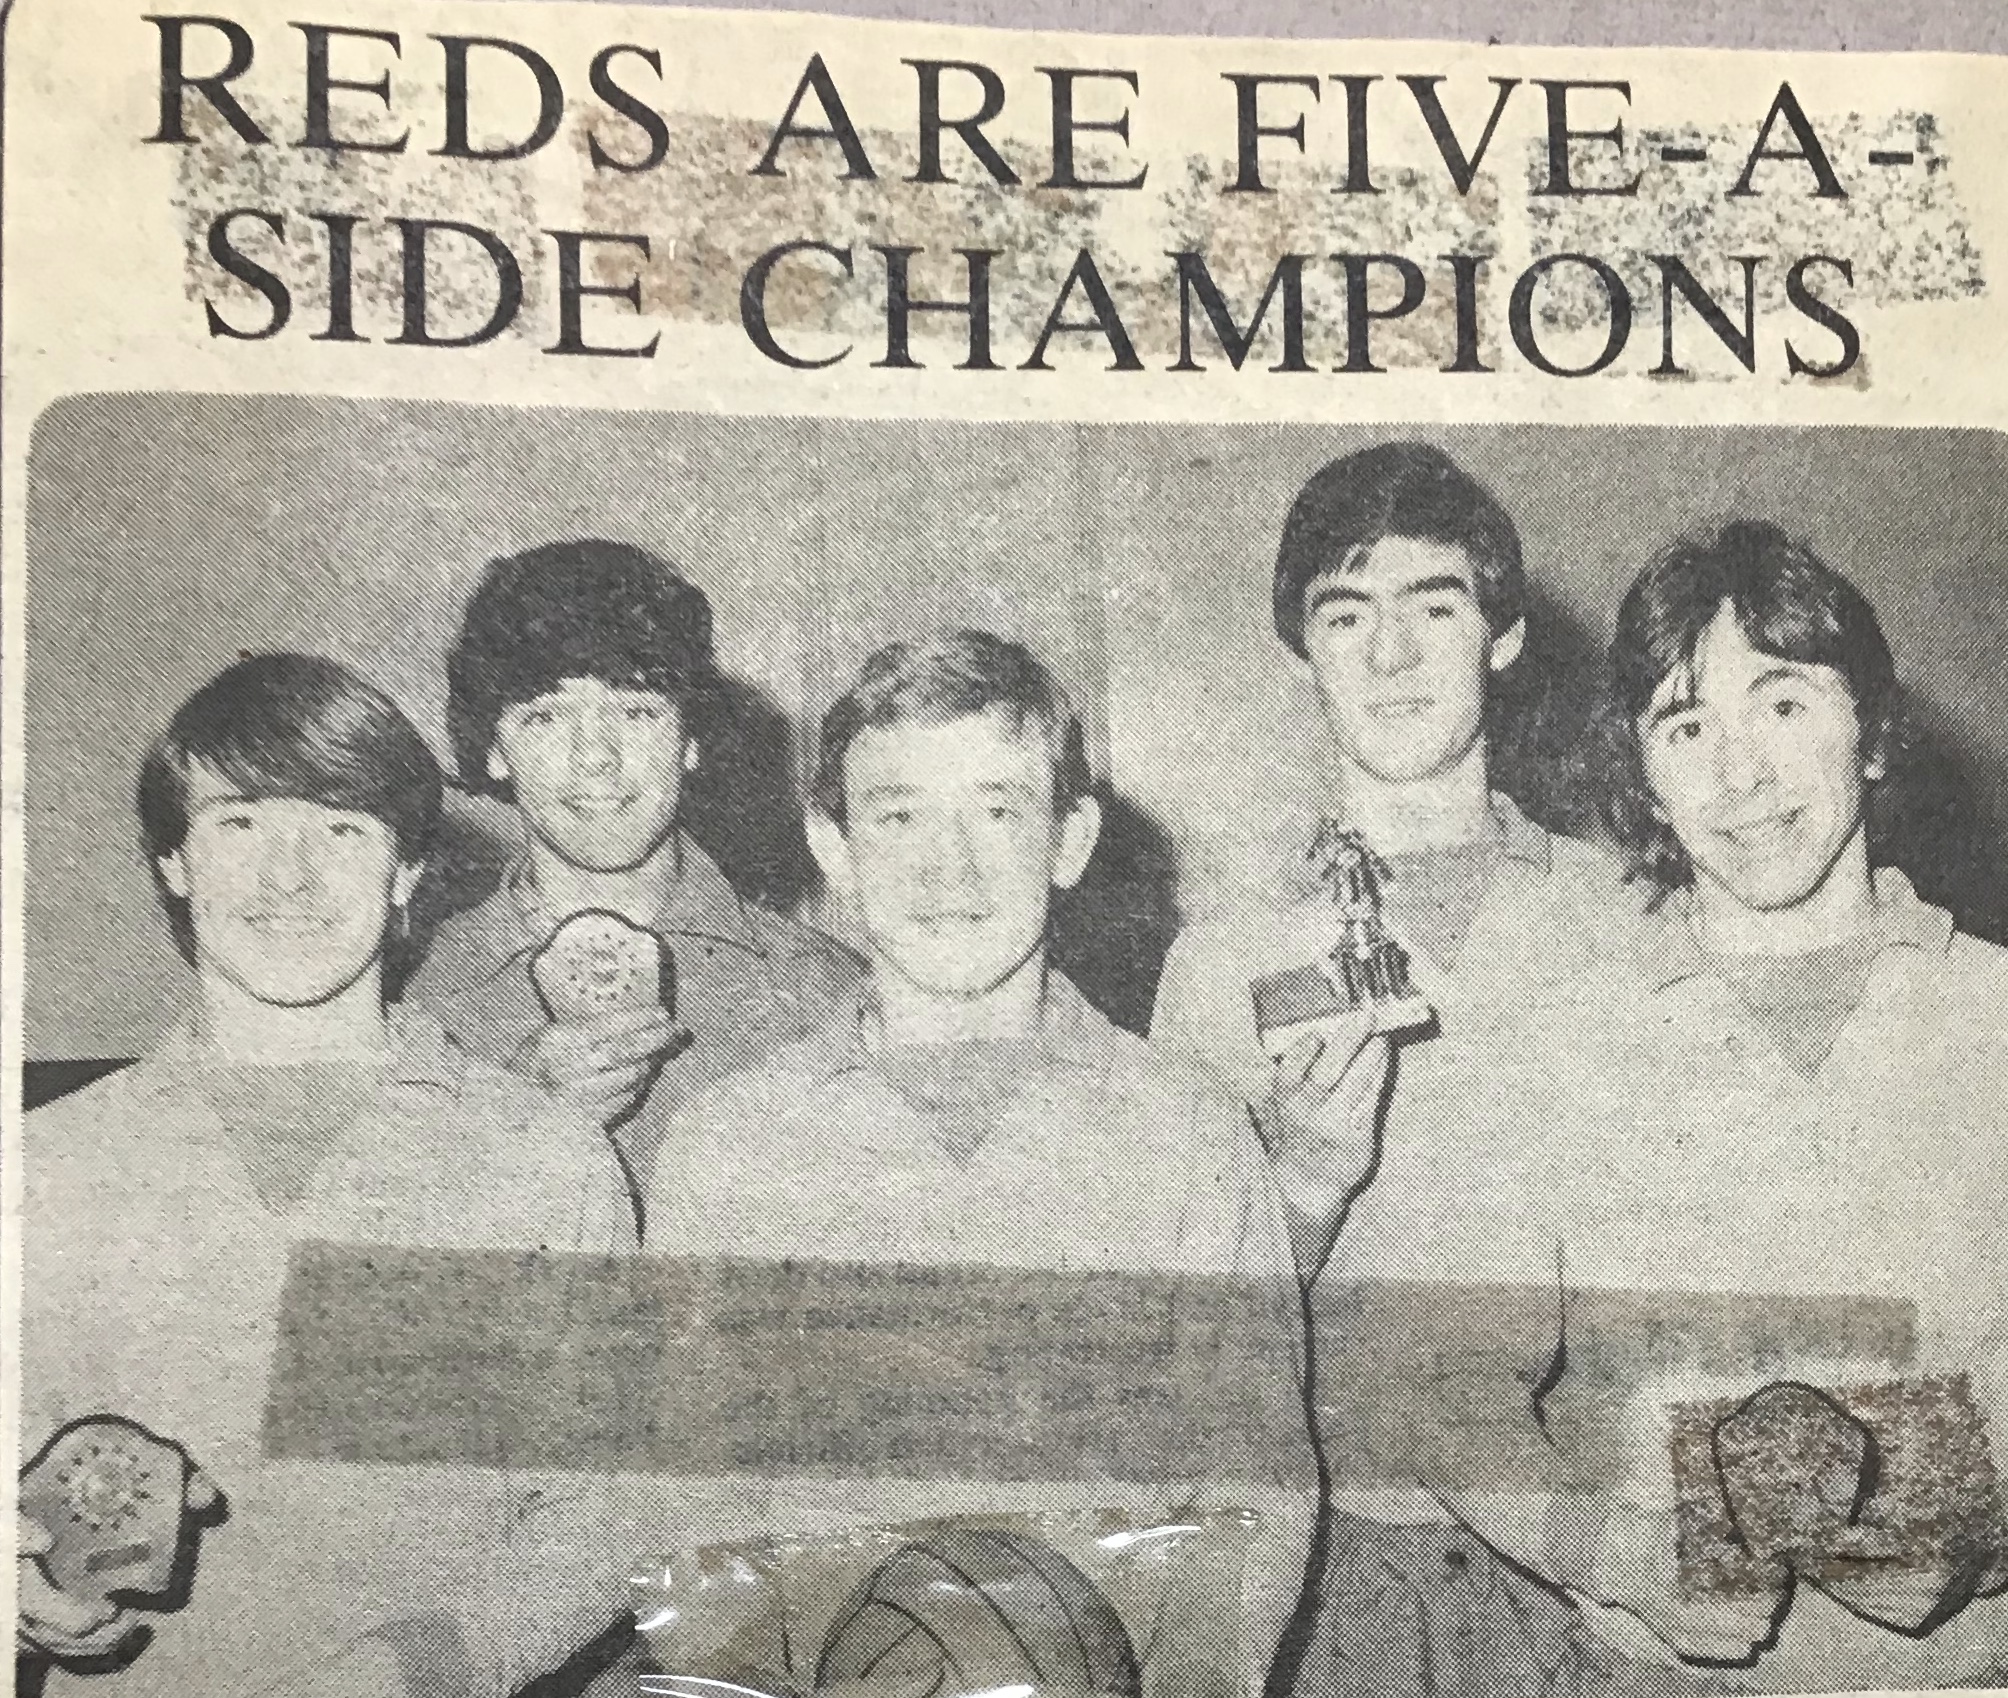 REDS ARE FIVE-A-
SIDE CHAMPIONS